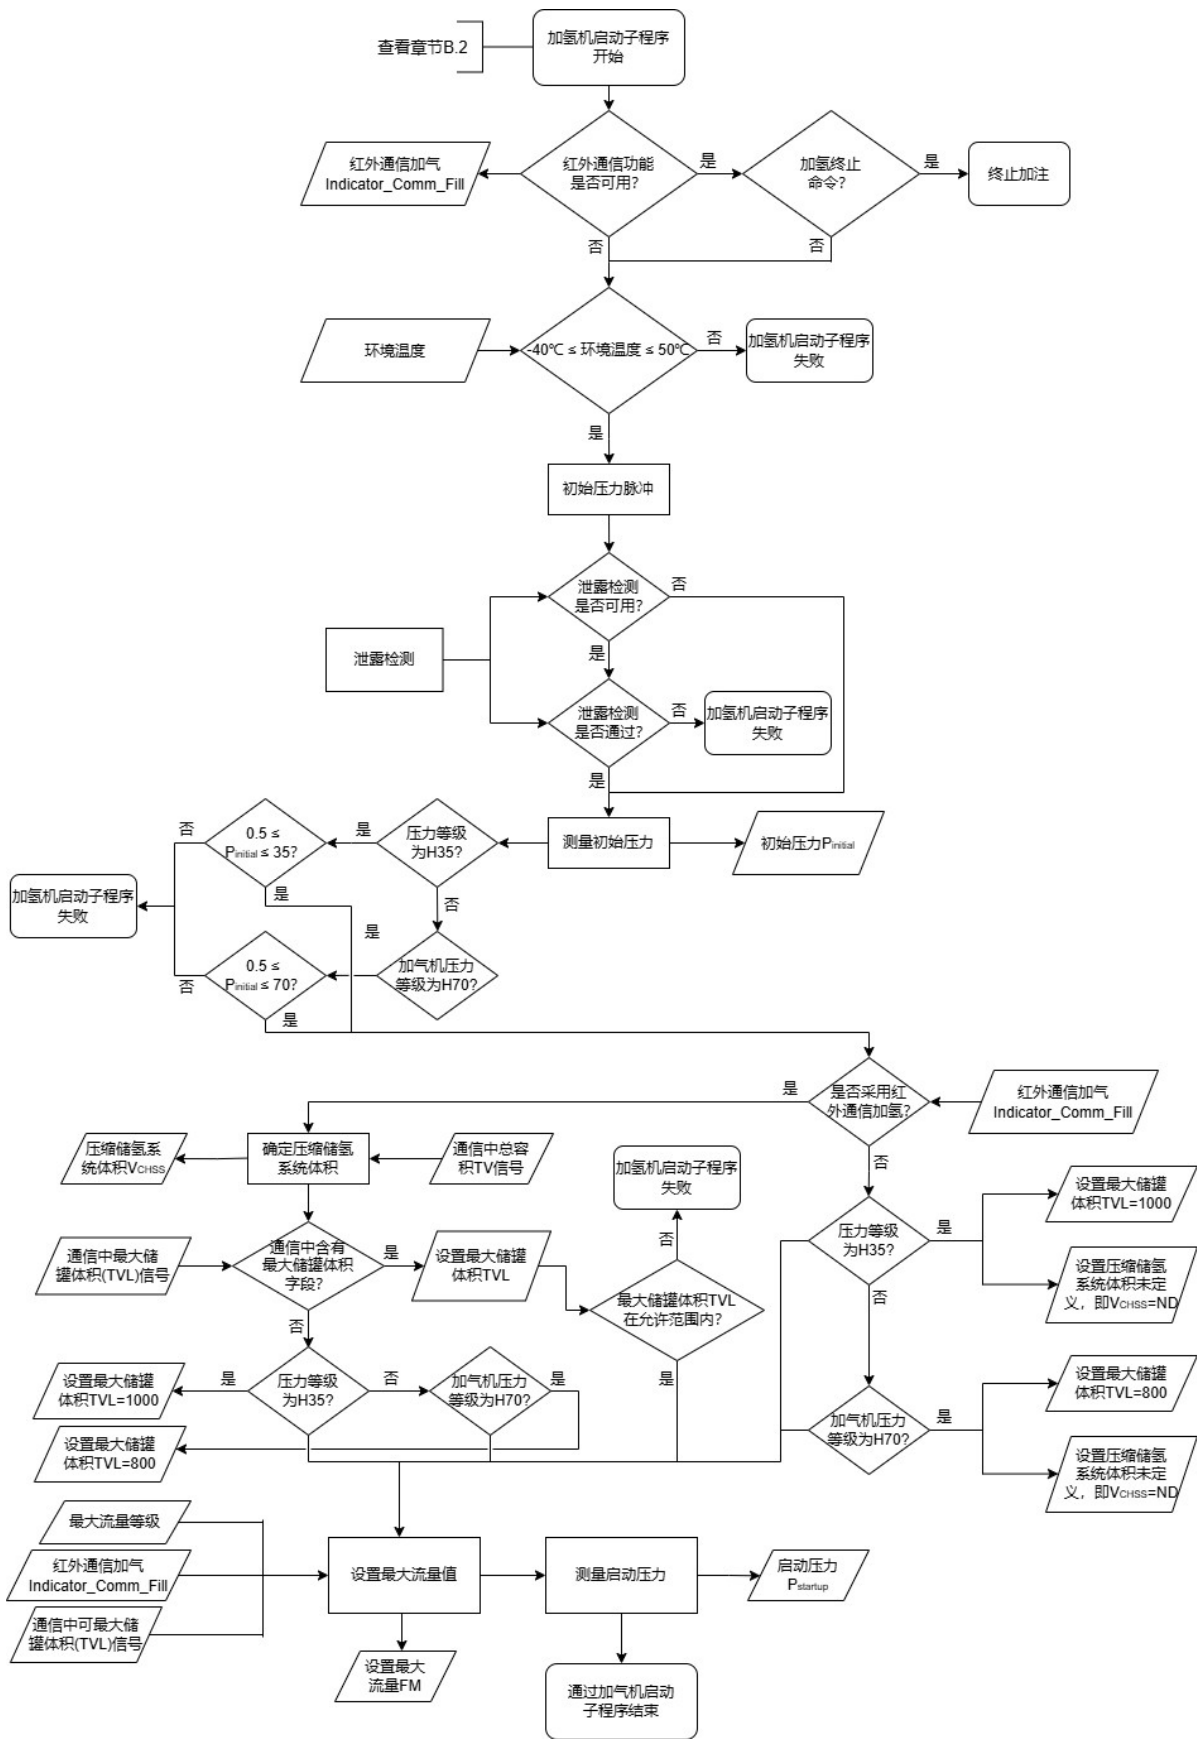 查看章节B.2
加氢机启动子程序
开始
红外通信加气
Indicator_Comm_Fill
红外通信功能
是否可用?
是
加氢终止
命令?
是
终止加注
否
否
环境温度
-40℃ ≤ 环境温度 ≤ 50℃
否
加氢机启动子程序
失败
是
初始压力脉冲
泄露检测
是否可用?
否
泄露检测
是
泄露检测
是否通过?
否
加氢机启动子程序
失败
是
否
0.5 ≤
Pinitial ≤ 35?
是
压力等级
为H35?
测量初始压力
初始压力Pinitial
加氢机启动子程序
失败
是
否
是
否
0.5 ≤
Pinitial ≤ 70?
加气机压力
等级为H70?
是
是
是否采用红
外通信加氢?
红外通信加气
Indicator_Comm_Fill
压缩储氢系
统体积VCHSS
确定压缩储氢
系统体积
通信中总容
积TV信号
加氢机启动子程序
失败
否
设置最大储罐
体积TVL=1000
通信中最大储
罐体积(TVL)信号
通信中含有
最大储罐体积
字段?
是
设置最大储罐
体积TVL
否
压力等级
为H35?
是
设置压缩储氢
系统体积未定
义，即VCHSS=ND
最大储罐体积TVL
在允许范围内?
否
否
设置最大储罐
体积TVL=1000
是
压力等级
为H35?
否
加气机压力
等级为H70?
是
是
设置最大储罐
体积TVL=800
加气机压力
等级为H70?
是
设置最大储罐
体积TVL=800
设置压缩储氢
系统体积未定
义，即VCHSS=ND
最大流量等级
红外通信加气
Indicator_Comm_Fill
通信中可最大储
罐体积(TVL)信号
设置最大流量值
测量启动压力
启动压力
Pstartup
设置最大
流量FM
通过加气机启动
子程序结束